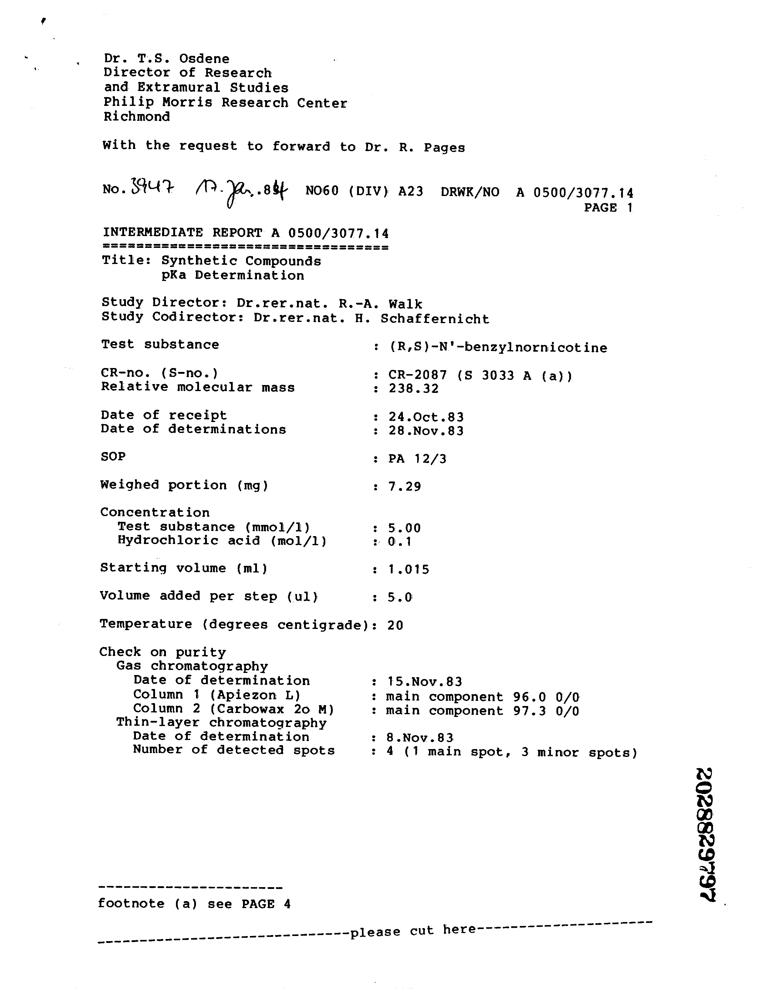 Dr. T.S. Osdene
Director of Research
and Extramural Studies
Philip Morris Research Center
Richmond
With the request to forward to Dr. R. Pages
No. 3947 17. Jan. 84 NO60 (DIV) A23 DRWK/NO A 0500/3077.14
PAGE 1
INTERMEDIATE REPORT A 0500/3077.14
==================================
Title: Synthetic Compounds
pKa Determination
Study Director: Dr.rer.nat. R.-A. Walk
Study Codirector: Dr.rer.nat. H. Schaffernicht
Test substance : (R,S)-N'-benzylnornicotine
CR-no. (S-no.) : CR-2087 (S 3033 A (a))
Relative molecular mass : 238.32
Date of receipt : 24.Oct.83
Date of determinations : 28.Nov.83
SOP : PA 12/3
Weighed portion (mg) : 7.29
Concentration
Test substance (mmol/l) : 5.00
Hydrochloric acid (mol/l) : 0.1
Starting volume (ml) : 1.015
Volume added per step (ul) : 5.0
Temperature (degrees centigrade): 20
Check on purity
Gas chromatography
Date of determination : 15.Nov.83
Column 1 (Apiezon L) : main component 96.0 0/0
Column 2 (Carbowax 2o M) : main component 97.3 0/0
Thin-layer chromatography
Date of determination : 8.Nov.83
Number of detected spots : 4 (1 main spot, 3 minor spots)
2028829797
----------------------
footnote (a) see PAGE 4
------------------------------please cut here---------------------